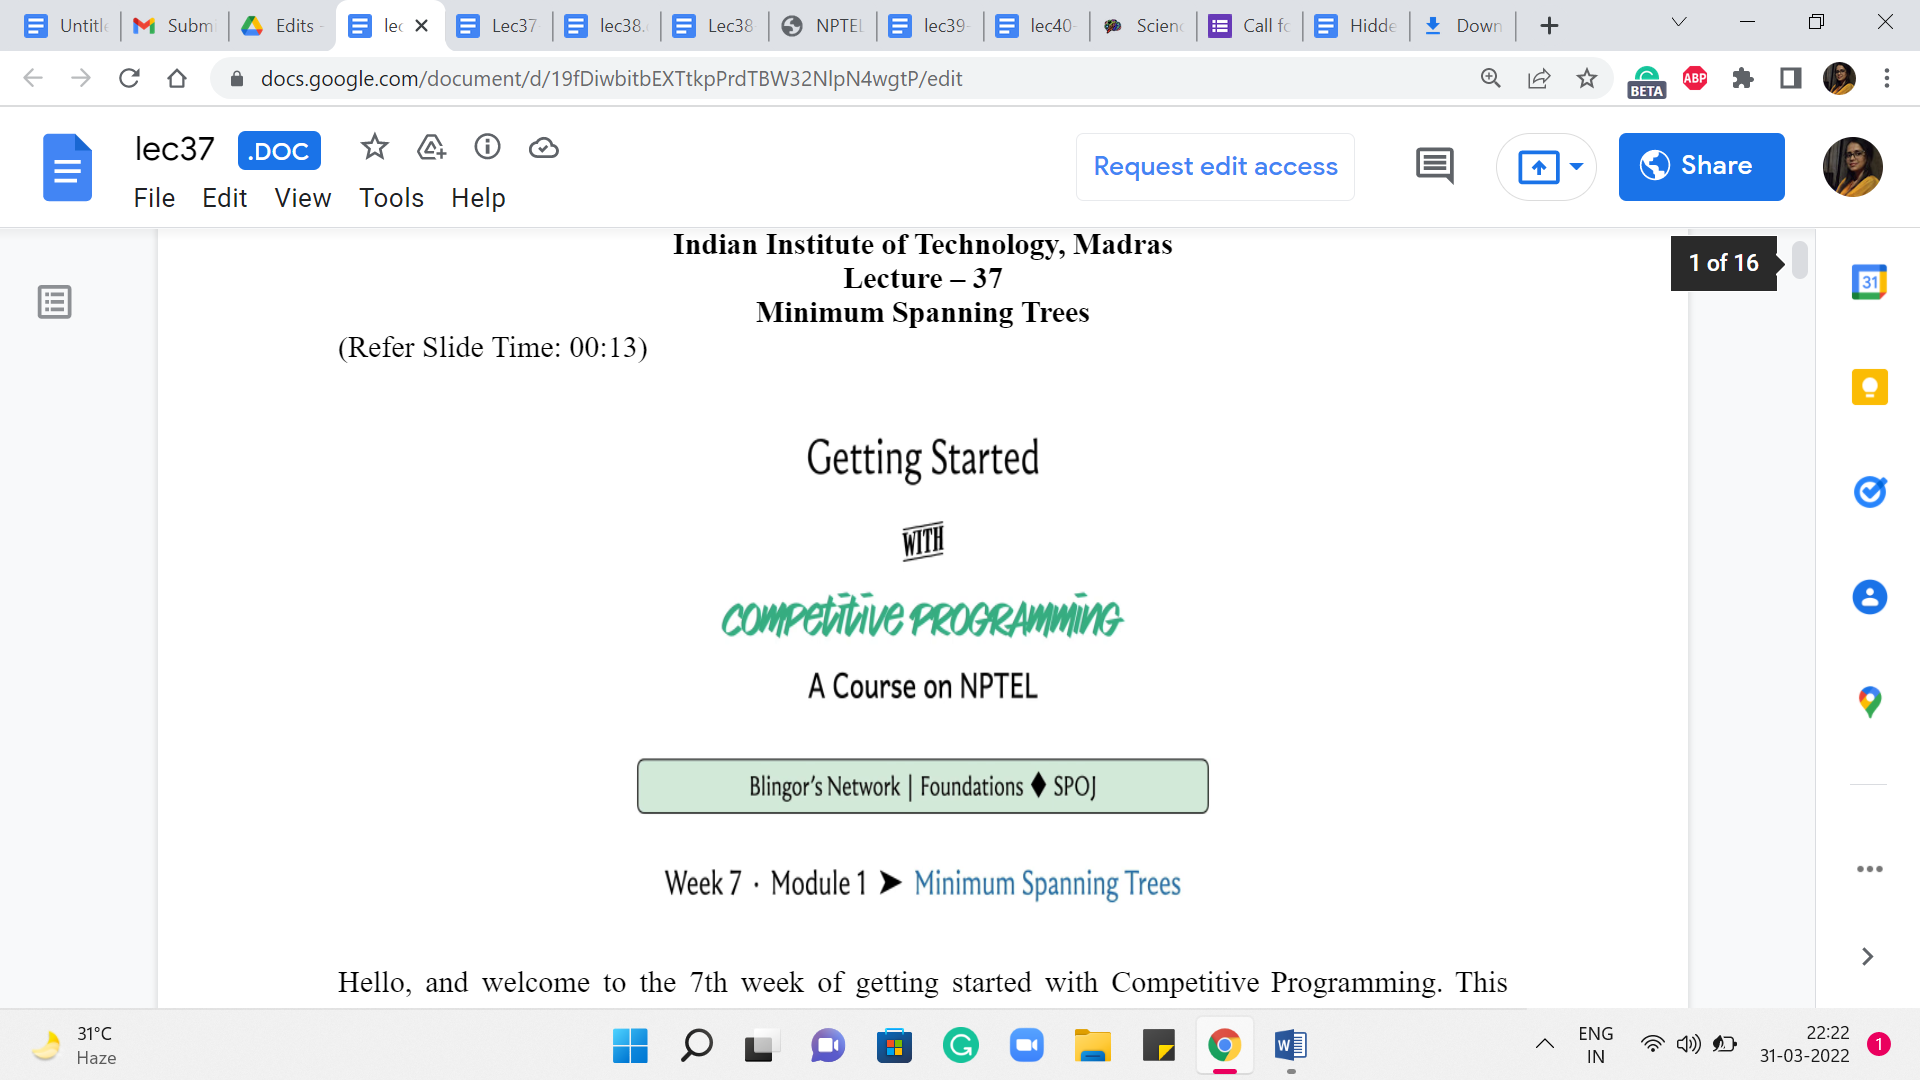 Untitle
Submi
Edits -
lec
Lec37-
lec38.
Lec38
NPTEL
lec39-
lec40-
Scienc
Call fo
Hidde
Down
docs.google.com/document/d/19fDiwbitbEXTtkpPrdTBW32NlpN4wgtP/edit
BETA
ABP
lec37 .DOC
File Edit View Tools Help
Request edit access
Share
Indian Institute of Technology, Madras
Lecture – 37
Minimum Spanning Trees
(Refer Slide Time: 00:13)
1 of 16
31
Getting Started
WITH
COMPETITIVE PROGRAMMING
A Course on NPTEL
Blingor's Network | Foundations ♦ SPOJ
Week 7 · Module 1 ➤ Minimum Spanning Trees
Hello, and welcome to the 7th week of getting started with Competitive Programming. This
31°C
Haze
ENG
IN
22:22
31-03-2022
1